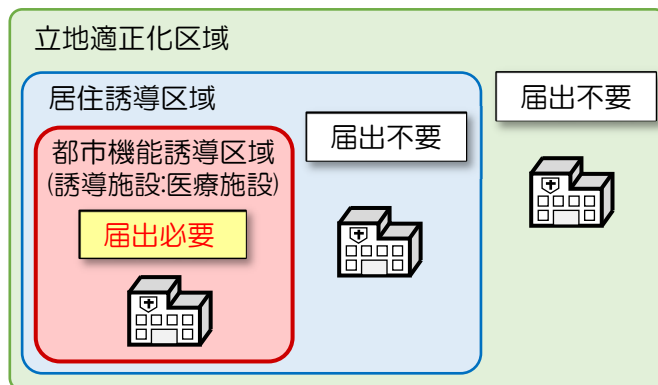 立地適正化区域
居住誘導区域
届出不要
届出不要
都市機能誘導区域
(誘導施設:医療施設)
届出必要